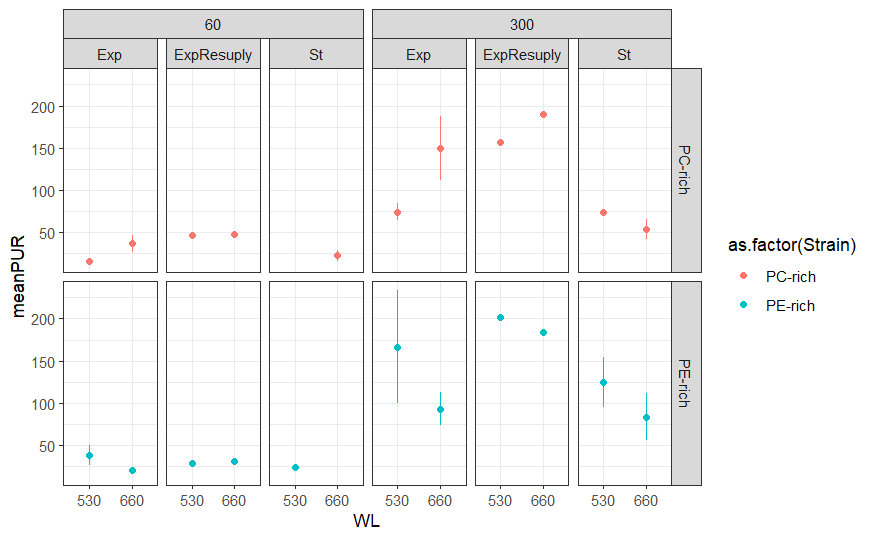 60 300
Exp ExpResuply St Exp ExpResuply St
200
150
100
50
PC-rich
200
150
100
50
PE-rich
meanPUR
530 660 530 660 530 660 530 660 530 660 530 660
WL
as.factor(Strain)
PC-rich
PE-rich